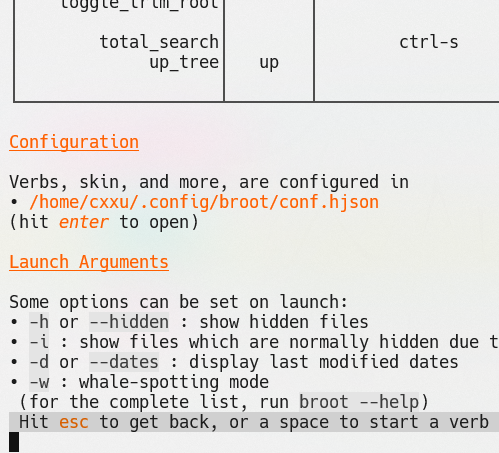 toggle_trim_root
total_search ctrl-s
up_tree up
Configuration
Verbs, skin, and more, are configured in
• /home/cxxu/.config/broot/conf.hjson
(hit enter to open)
Launch Arguments
Some options can be set on launch:
• -h or --hidden : show hidden files
• -i : show files which are normally hidden due t
• -d or --dates : display last modified dates
• -w : whale-spotting mode
(for the complete list, run broot --help)
Hit esc to get back, or a space to start a verb